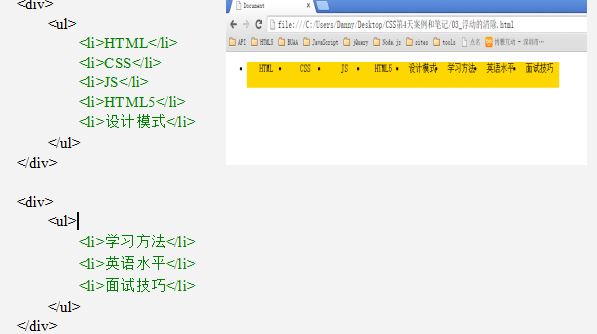 <div>
<ul>
<li>HTML</li>
<li>CSS</li>
<li>JS</li>
<li>HTML5</li>
<li>设计模式</li>
</ul>
</div>
<div>
<ul>
<li>学习方法</li>
<li>英语水平</li>
<li>面试技巧</li>
</ul>
</div>
Document ×
file:///C:/Users/Danny/Desktop/CSS第4天案例和笔记/03_浮动的清除.html
API HTML5 BUAA JavaScript jQuery Node js sites tools 点名
• HTML • CSS • JS • HTML5 • 设计模式 学习方法 英语水平 面试技巧